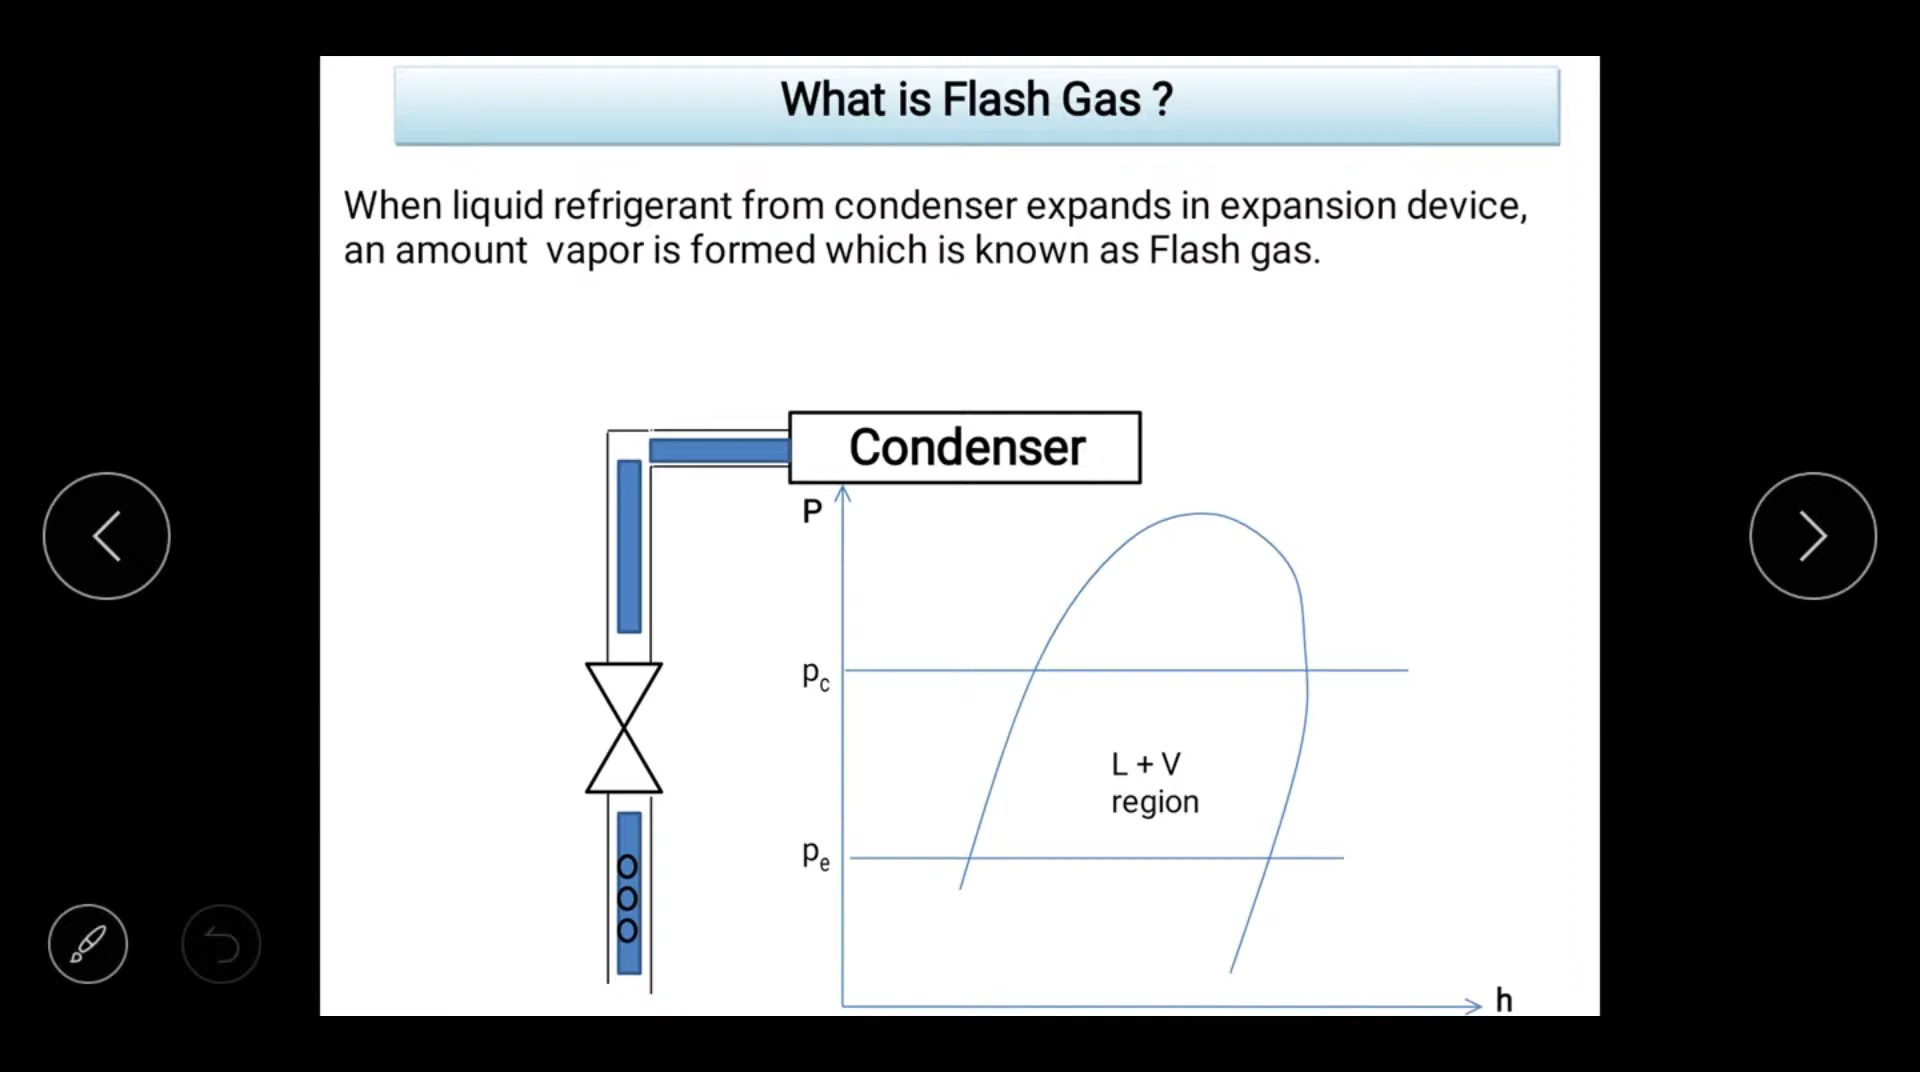 What is Flash Gas ?
When liquid refrigerant from condenser expands in expansion device,
an amount  vapor is formed which is known as Flash gas.
Condenser
P
pc
L + V
region
pe
h